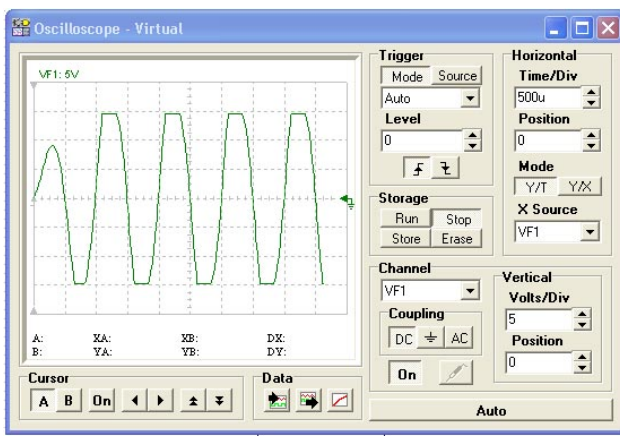 Oscilloscope - Virtual
VF1: 5V
A: XA: XB: DX:
B: YA: YB: DY:
Cursor
A B On
Data
Trigger
Mode Source
Auto
Level
0
Storage
Run Stop
Store Erase
Horizontal
Time/Div
500u
Position
0
Mode
Y/T Y/X
X Source
VF1
Channel
VF1
Coupling
DC AC
On
Vertical
Volts/Div
5
Position
0
Auto